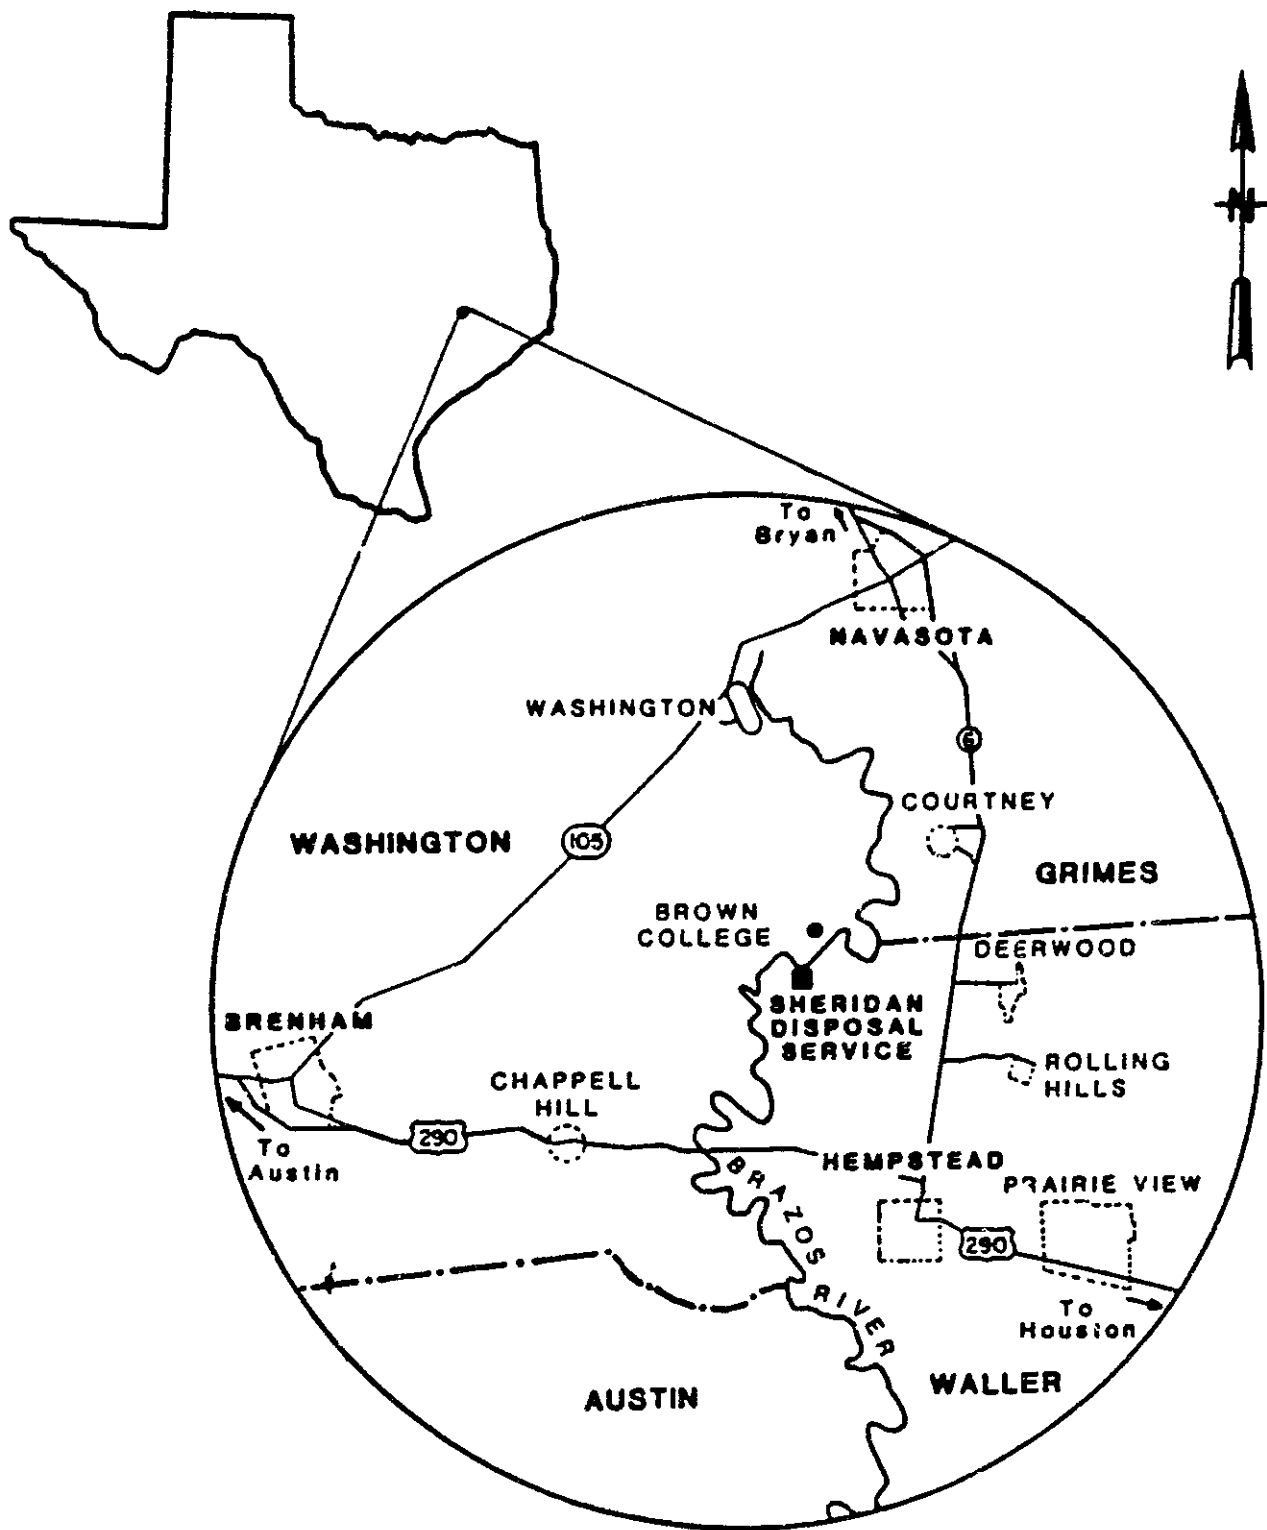 N
To
Bryan
NAVASOTA
WASHINGTON
6
COURTNEY
WASHINGTON
105
GRIMES
BROWN
COLLEGE
DEERWOOD
SHERIDAN
DISPOSAL
SERVICE
BRENHAM
ROLLING
HILLS
CHAPPELL
HILL
290
To
Austin
HEMPSTEAD
PRAIRIE VIEW
BRAZOS RIVER
290
To
Houston
WALLER
AUSTIN